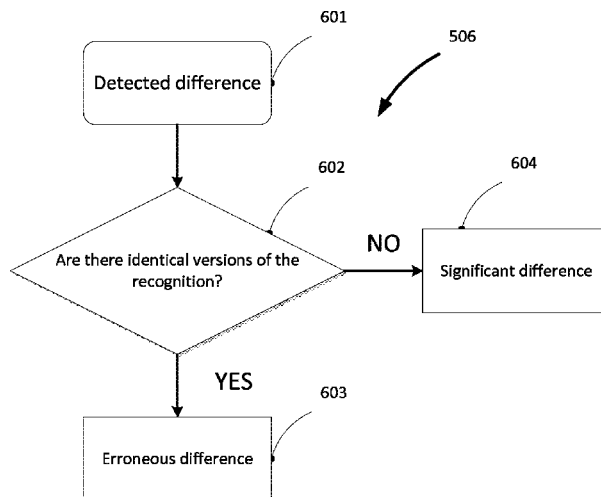 601
506
Detected difference
602
604
NO
Are there identical versions of the
recognition?
Significant difference
YES
603
Erroneous difference